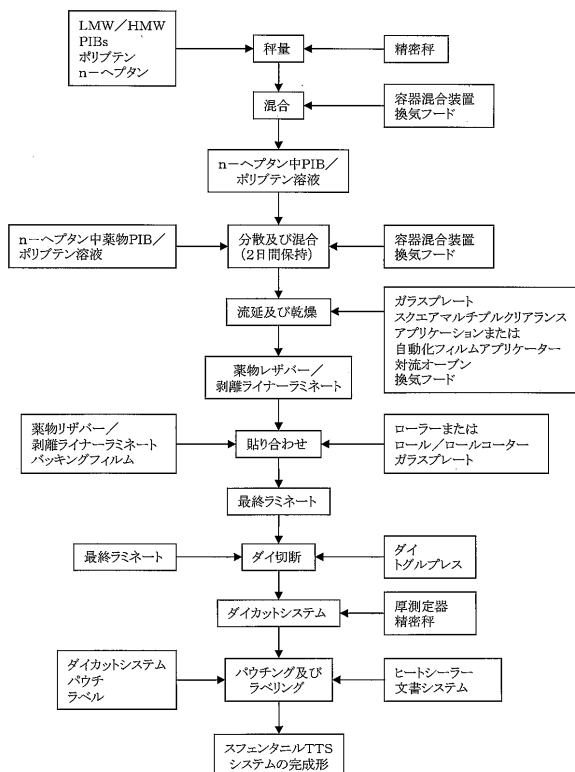 LMW／HMW
PIBs
ポリブテン
n－ヘプタン
秤量
精密秤
混合
容器混合装置
換気フード
n－ヘプタン中PIB／
ポリブテン溶液
n－ヘプタン中薬物PIB／
ポリブテン溶液
分散及び混合
(2日間保持)
容器混合装置
換気フード
流延及び乾燥
ガラスプレート
スクエアマルチブルクリアランス
アプリケーションまたは
自動化フィルムアプリケーター
対流オーブン
換気フード
薬物レザバー／
剥離ライナーラミネート
薬物リザバー／
剥離ライナーラミネート
バッキングフィルム
貼り合わせ
ローラーまたは
ロール／ロールコーター
ガラスプレート
最終ラミネート
最終ラミネート
ダイ切断
ダイ
トグルプレス
ダイカットシステム
厚測定器
精密秤
ダイカットシステム
パウチ
ラベル
パウチング及び
ラベリング
ヒートシーラー
文書システム
スフェンタニルTTS
システムの完成形